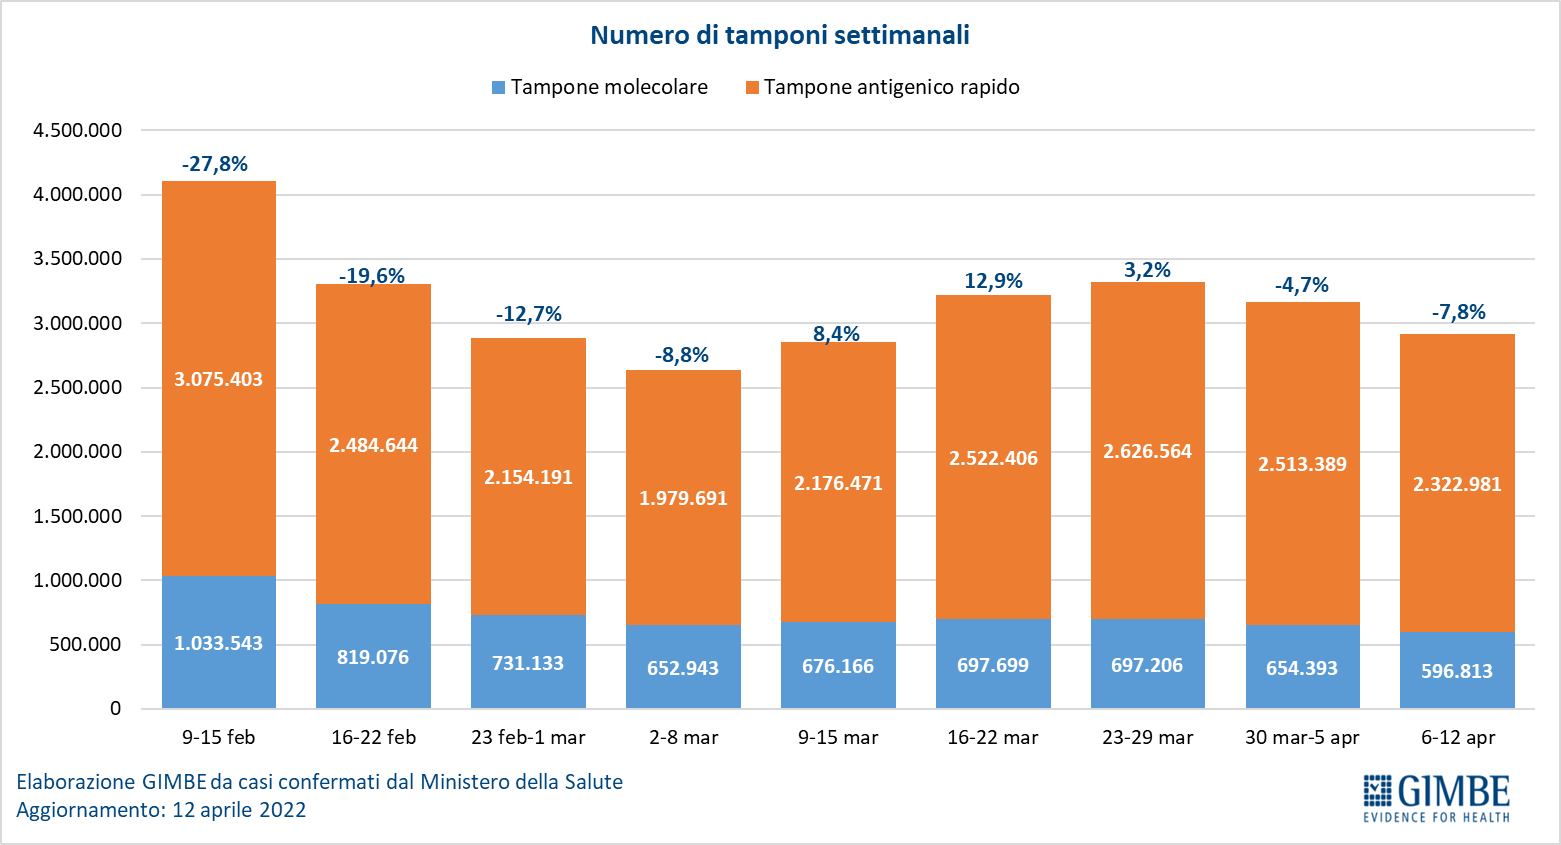 Numero di tamponi settimanali
Tampone molecolare Tampone antigenico rapido
4.500.000
4.000.000
3.500.000
3.000.000
2.500.000
2.000.000
1.500.000
1.000.000
500.000
0
-27,8%
-19,6%
-12,7%
-8,8%
8,4%
12,9%
3,2%
-4,7%
-7,8%
3.075.403
2.484.644
2.154.191
1.979.691
2.176.471
2.522.406
2.626.564
2.513.389
2.322.981
1.033.543
819.076
731.133
652.943
676.166
697.699
697.206
654.393
596.813
9-15 feb
16-22 feb
23 feb-1 mar
2-8 mar
9-15 mar
16-22 mar
23-29 mar
30 mar-5 apr
6-12 apr
Elaborazione GIMBE da casi confermati dal Ministero della Salute
Aggiornamento: 12 aprile 2022
GIMBE
EVIDENCE FOR HEALTH